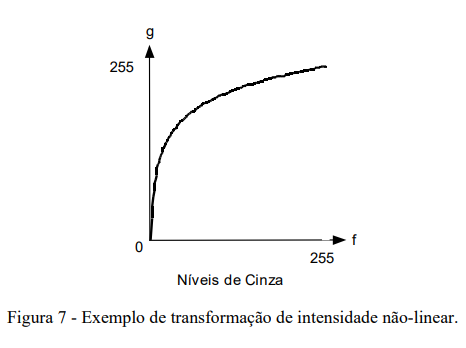 g
255
0
f
255
Níveis de Cinza
Figura 7 - Exemplo de transformação de intensidade não-linear.